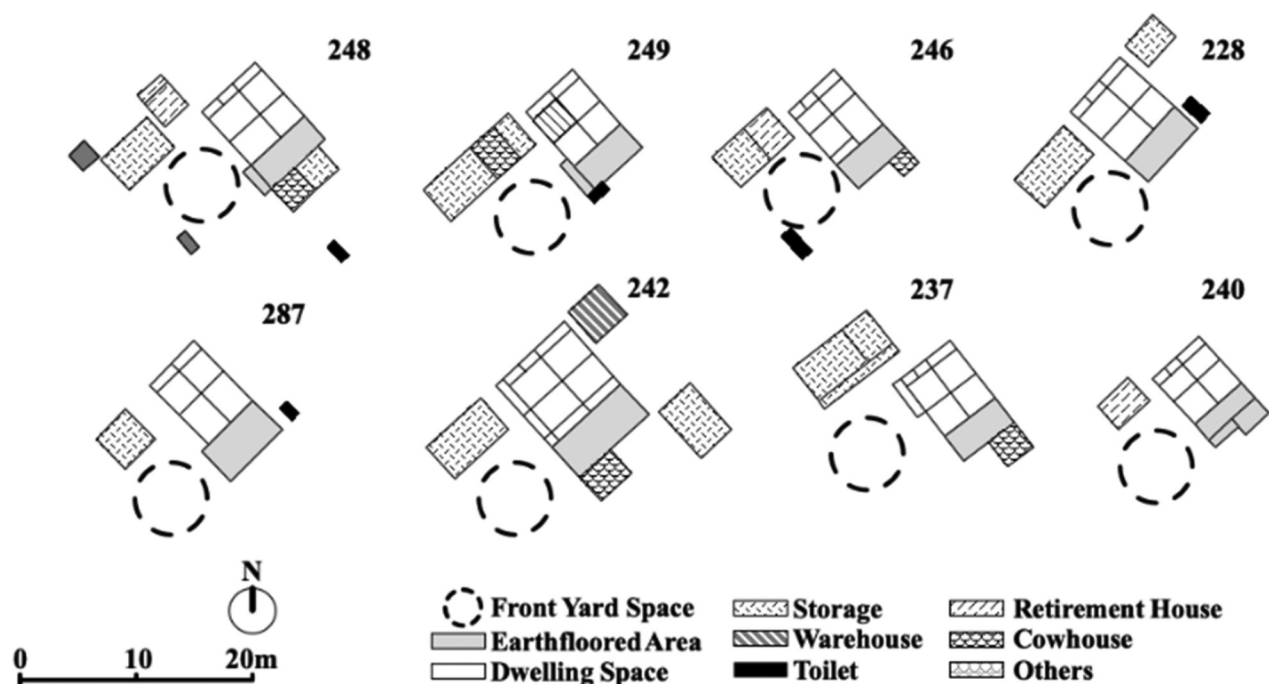 248
249
246
228
287
242
237
240
N
0 10 20m
Front Yard Space
Earthfloored Area
Dwelling Space
Storage
Warehouse
Toilet
Retirement House
Cowhouse
Others